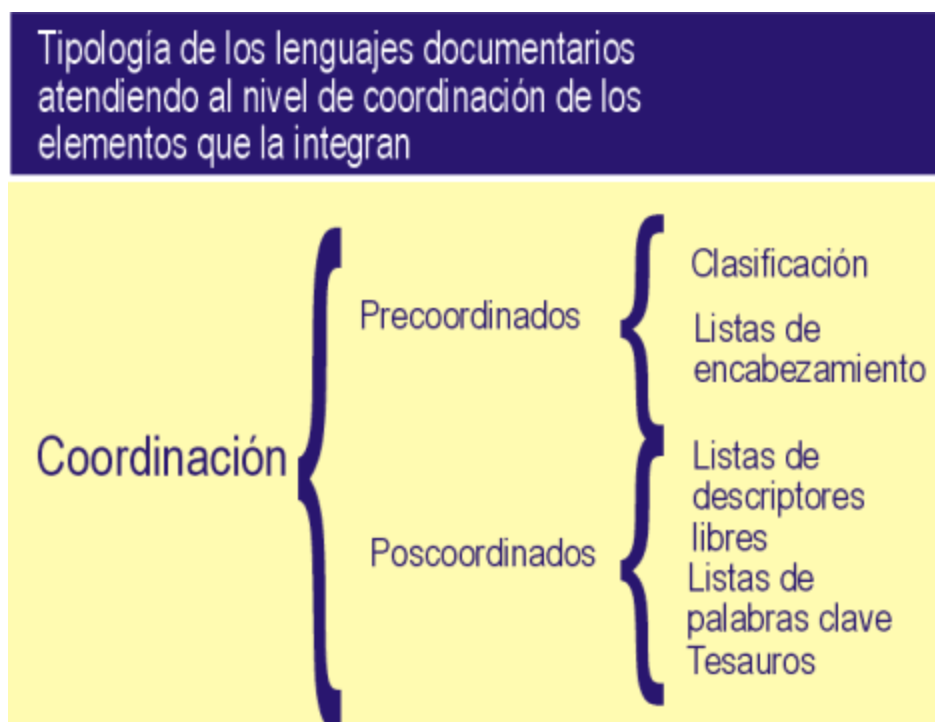 Tipología de los lenguajes documentarios
atendiendo al nivel de coordinación de los
elementos que la integran
Coordinación
Precoordinados
Clasificación
Listas de
encabezamiento
Poscoordinados
Listas de
descriptores
libres
Listas de
palabras clave
Tesauros